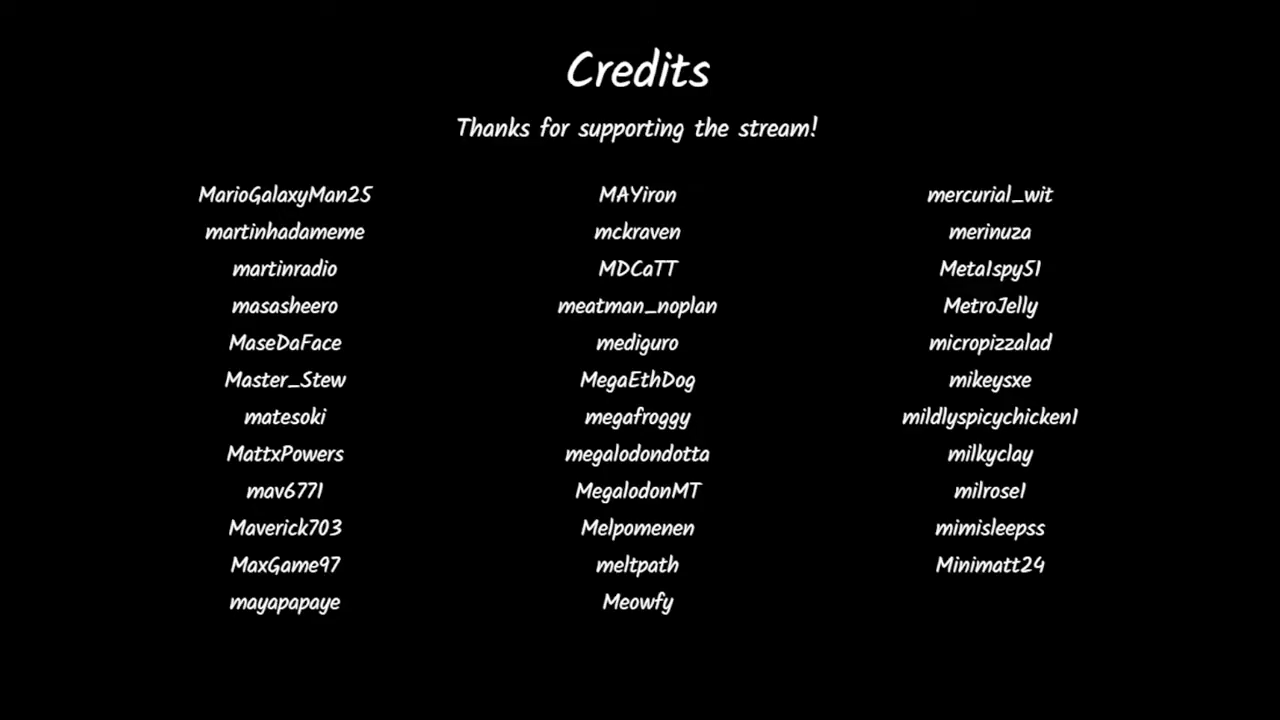 Credits
Thanks for supporting the stream!
MarioGalaxyMan25
martinhadameme
martinradio
masasheero
MaseDaFace
Master_Stew
matesoki
MattxPowers
mav6771
Maverick703
MaxGame97
mayapapaye
MAYiron
mckraven
MDCaTT
meatman_noplan
mediguro
MegaEthDog
megafroggy
megalodondotta
MegalodonMT
Melpomenen
meltpath
Meowfy
mercurial_wit
merinuza
Meta1spy51
MetroJelly
micropizzalad
mikeysxe
mildlyspicychicken1
milkyclay
milrose1
mimisleepss
Minimatt24